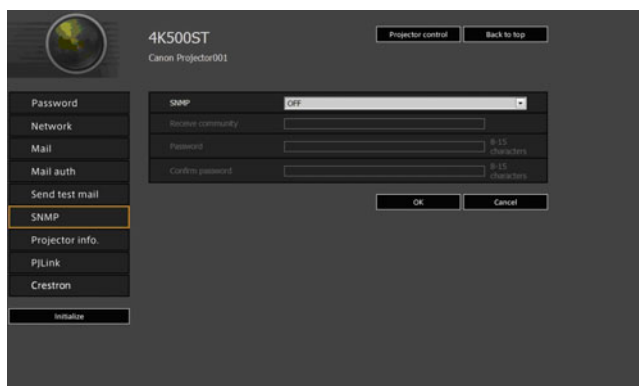 4K500ST
Projector control
Back to top
Canon Projector001
Password
Network
Mail
Mail auth
Send test mail
SNMP
Projector info.
PJLink
Crestron
Initialize
SNMP
OFF
Receive community
Password
8-15
characters
Confirm password
8-15
characters
OK
Cancel